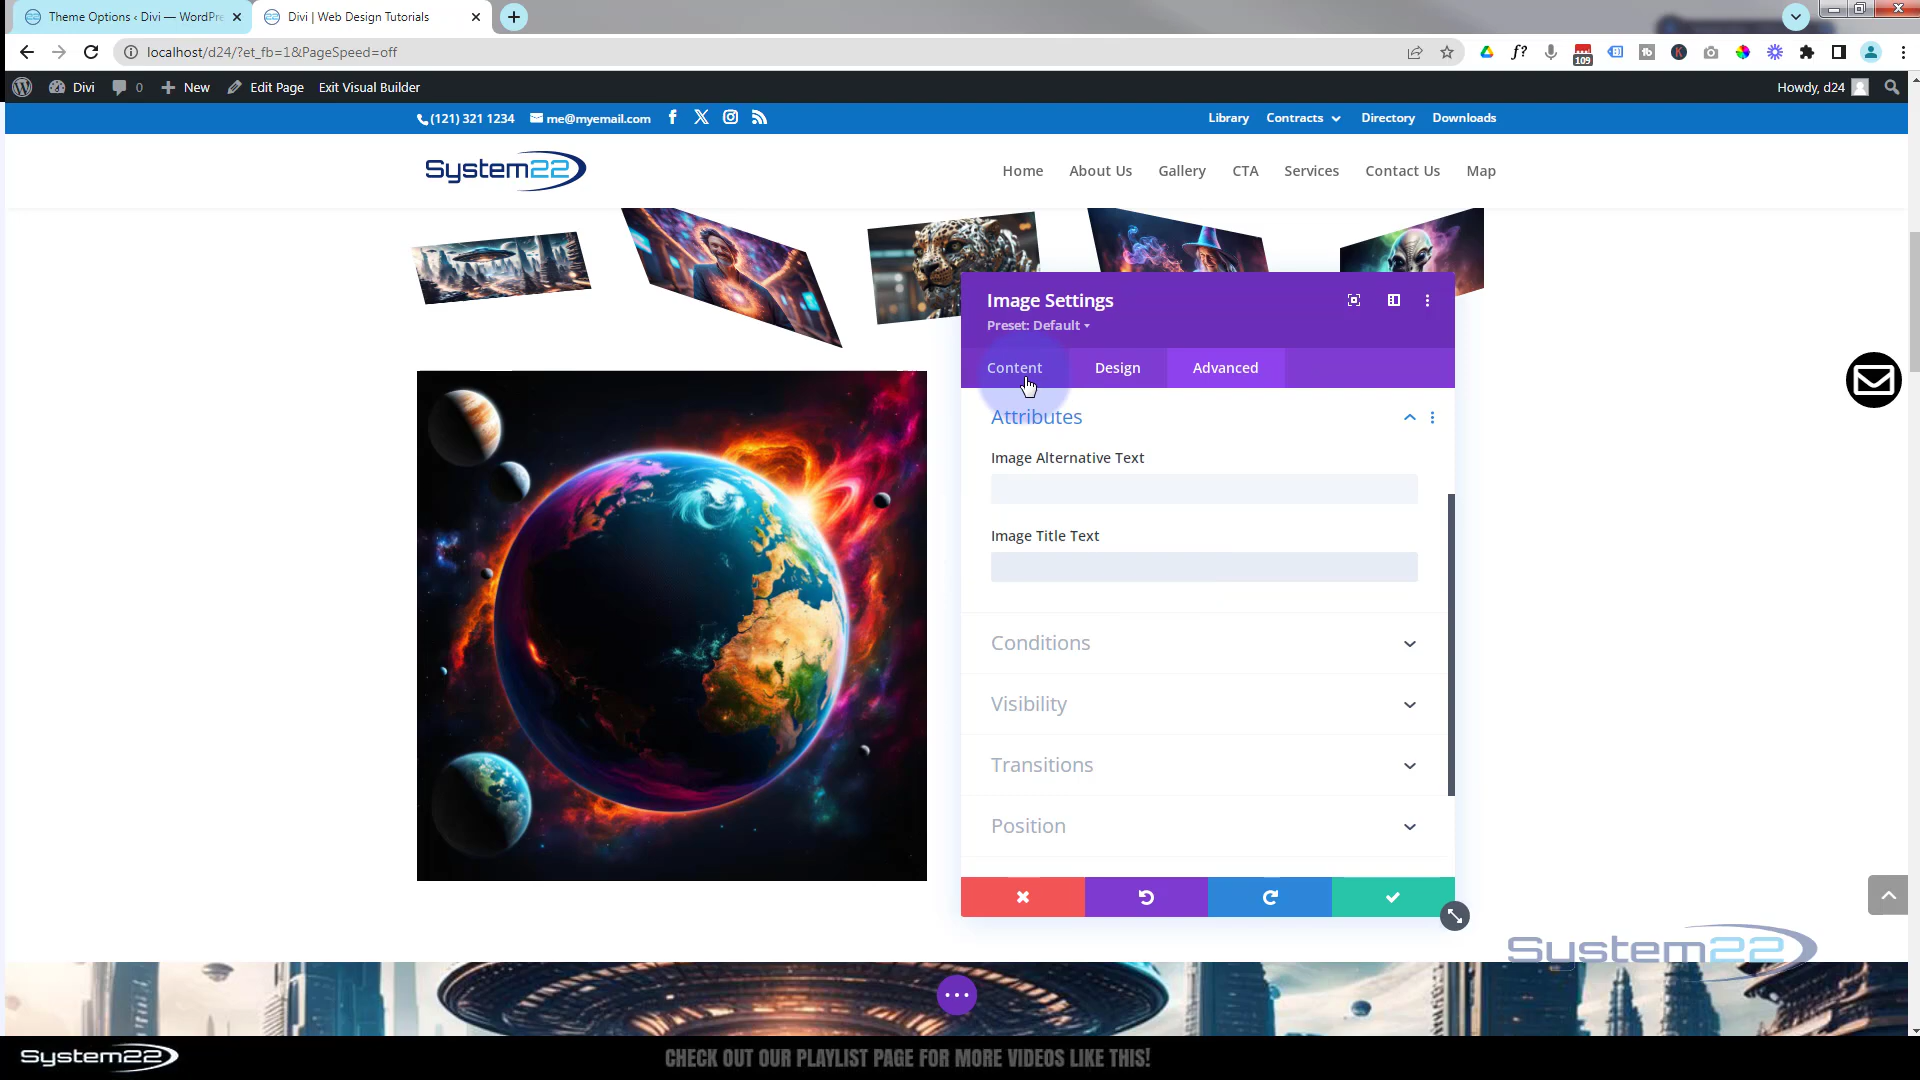 Theme Options ‹ Divi — WordPre
Divi | Web Design Tutorials
localhost/d24/?et_fb=1&PageSpeed=off
f?
109
Divi
0
New
Edit Page
Exit Visual Builder
Howdy, d24
(121) 321 1234
me@myemail.com
Library
Contracts
Directory
Downloads
System22
Home
About Us
Gallery
CTA
Services
Contact Us
Map
Image Settings
Preset: Default
Content
Design
Advanced
Attributes
Image Alternative Text
Image Title Text
Conditions
Visibility
Transitions
Position
System22
System22
CHECK OUT OUR PLAYLIST PAGE FOR MORE VIDEOS LIKE THIS!